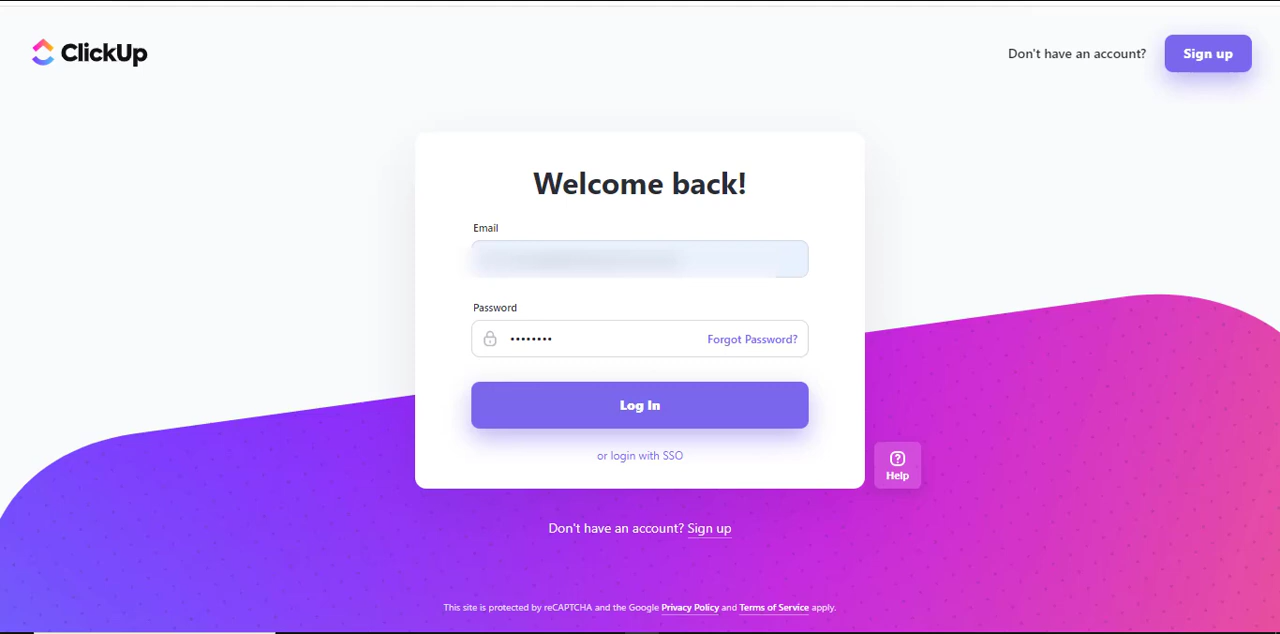 ClickUp
Don't have an account? Sign up
Welcome back!
Email
Password
•••••••• Forgot Password?
Log In
or login with SSO
Help
Don't have an account? Sign up
This site is protected by reCAPTCHA and the Google Privacy Policy and Terms of Service apply.